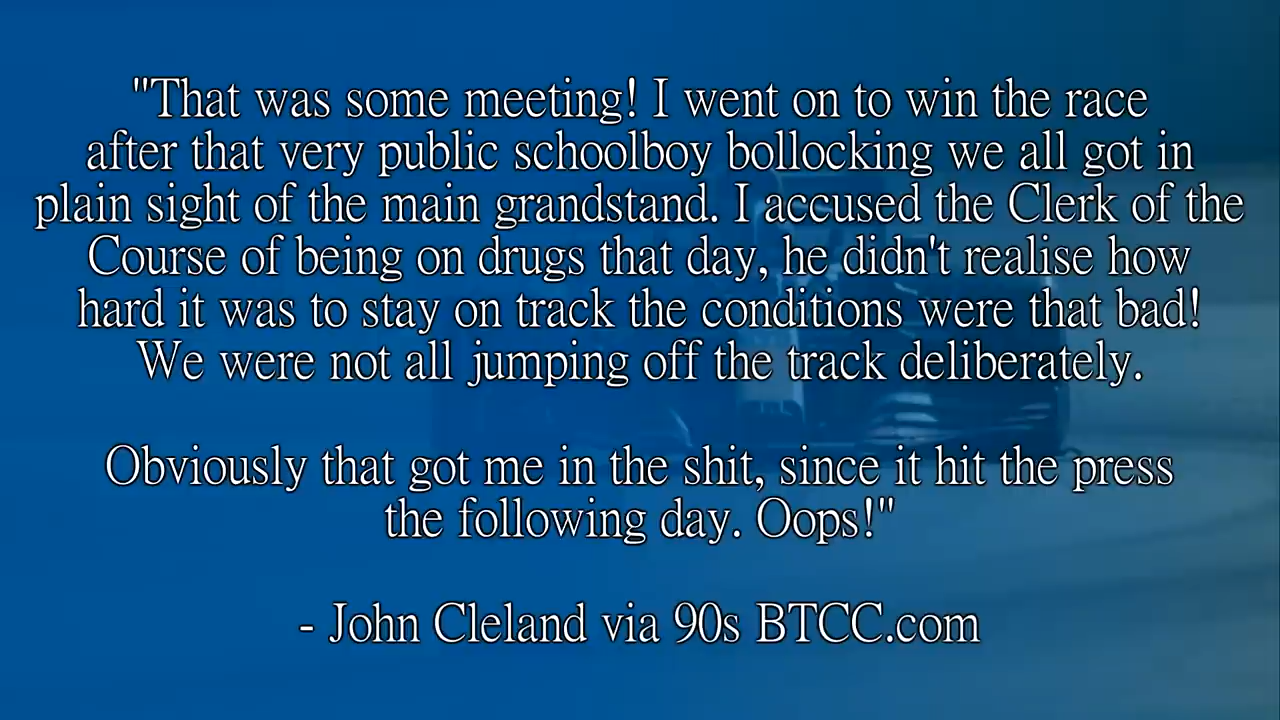 "That was some meeting! I went on to win the race
after that very public schoolboy bollocking we all got in
plain sight of the main grandstand. I accused the Clerk of the
Course of being on drugs that day, he didn't realise how
hard it was to stay on track the conditions were that bad!
We were not all jumping off the track deliberately.
Obviously that got me in the shit, since it hit the press
the following day. Oops!"
- John Cleland via 90s BTCC.com